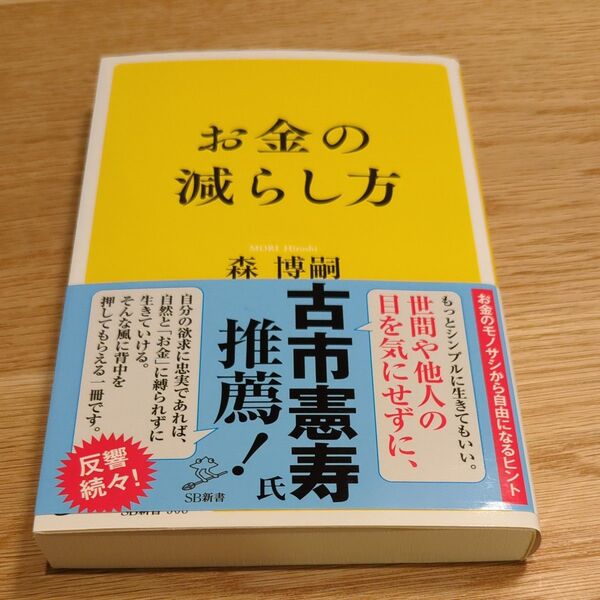 お金の
減らし方
MORI Hiroshi
森 博嗣
お金のモノサシから自由になるヒント
もっとシンプルに生きてもいい。
世間や他人の
目を気にせずに、
古市憲寿氏
推薦！
自分の欲求に忠実であれば、
自然と「お金」に縛られずに
生きていける。
そんな風に背中を
押してもらえる一冊です。
反響
続々！
SB新書
SB新書